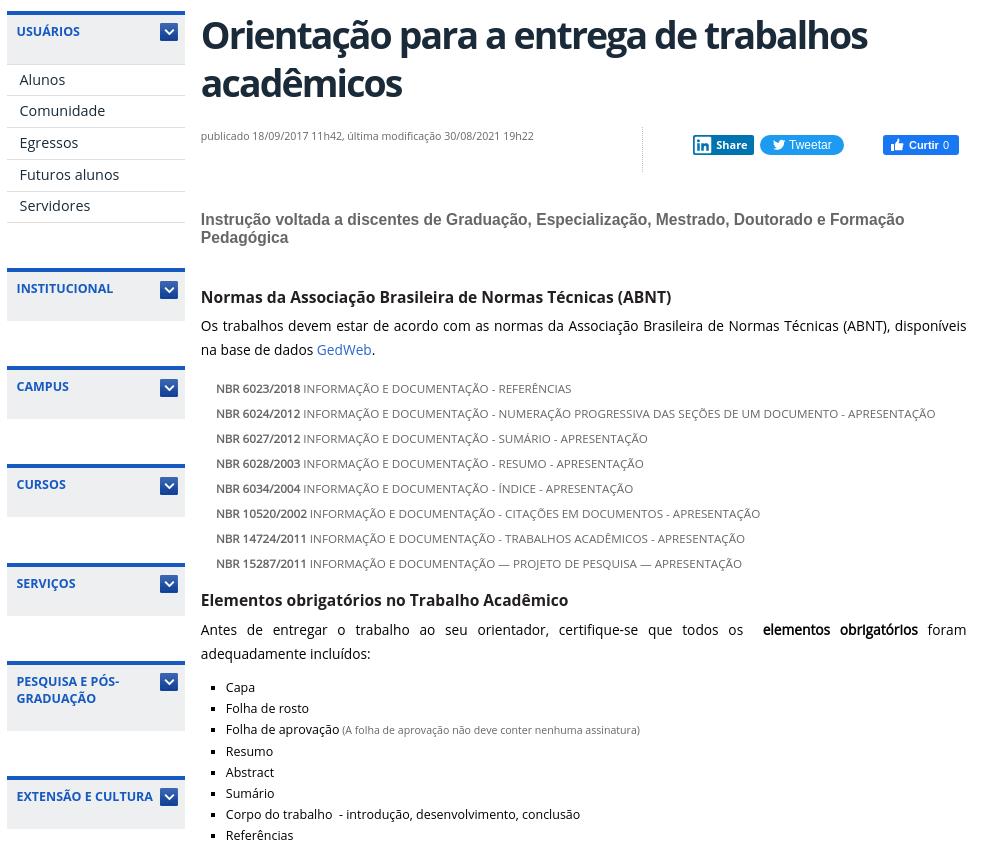 USUÁRIOS
Alunos
Comunidade
Egressos
Futuros alunos
Servidores
INSTITUCIONAL
CAMPUS
CURSOS
SERVIÇOS
PESQUISA E PÓS-
GRADUAÇÃO
EXTENSÃO E CULTURA
Orientação para a entrega de trabalhos
acadêmicos
publicado 18/09/2017 11h42, última modificação 30/08/2021 19h22
Share Tweetar Curtir 0
Instrução voltada a discentes de Graduação, Especialização, Mestrado, Doutorado e Formação
Pedagógica
Normas da Associação Brasileira de Normas Técnicas (ABNT)
Os trabalhos devem estar de acordo com as normas da Associação Brasileira de Normas Técnicas (ABNT), disponíveis
na base de dados GedWeb.
NBR 6023/2018 INFORMAÇÃO E DOCUMENTAÇÃO - REFERÊNCIAS
NBR 6024/2012 INFORMAÇÃO E DOCUMENTAÇÃO - NUMERAÇÃO PROGRESSIVA DAS SEÇÕES DE UM DOCUMENTO - APRESENTAÇÃO
NBR 6027/2012 INFORMAÇÃO E DOCUMENTAÇÃO - SUMÁRIO - APRESENTAÇÃO
NBR 6028/2003 INFORMAÇÃO E DOCUMENTAÇÃO - RESUMO - APRESENTAÇÃO
NBR 6034/2004 INFORMAÇÃO E DOCUMENTAÇÃO - ÍNDICE - APRESENTAÇÃO
NBR 10520/2002 INFORMAÇÃO E DOCUMENTAÇÃO - CITAÇÕES EM DOCUMENTOS - APRESENTAÇÃO
NBR 14724/2011 INFORMAÇÃO E DOCUMENTAÇÃO - TRABALHOS ACADÊMICOS - APRESENTAÇÃO
NBR 15287/2011 INFORMAÇÃO E DOCUMENTAÇÃO — PROJETO DE PESQUISA — APRESENTAÇÃO
Elementos obrigatórios no Trabalho Acadêmico
Antes de entregar o trabalho ao seu orientador, certifique-se que todos os elementos obrigatórios foram
adequadamente incluídos:
Capa
Folha de rosto
Folha de aprovação (A folha de aprovação não deve conter nenhuma assinatura)
Resumo
Abstract
Sumário
Corpo do trabalho - introdução, desenvolvimento, conclusão
Referências